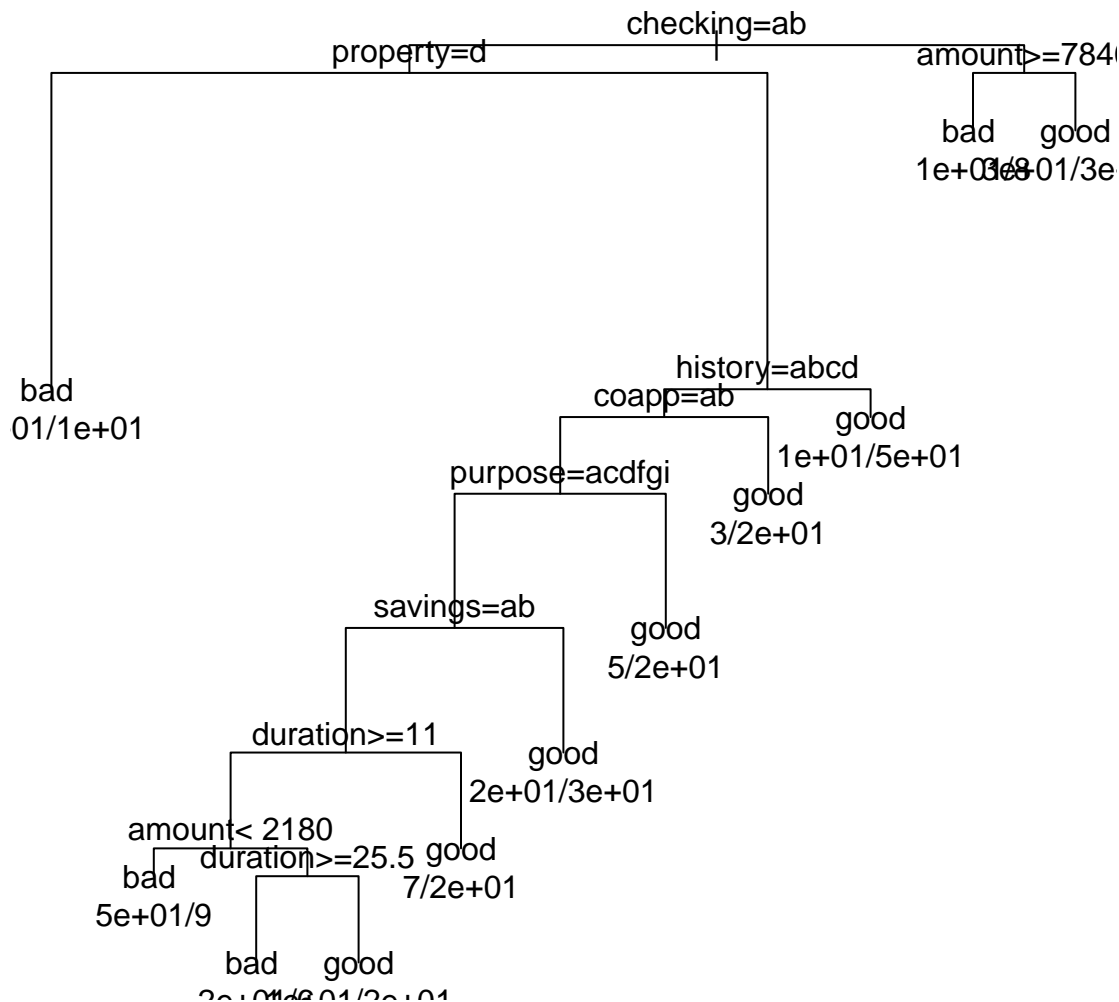 checking=ab
property=d
amount>=7846
bad
good
bad
01/1e+01
history=abcd
coapp=ab
good
1e+01/5e+01
purpose=acdfgi
good
3/2e+01
savings=ab
good
5/2e+01
duration>=11
good
2e+01/3e+01
amount< 2180
duration>=25.5
good
7/2e+01
bad
5e+01/9
bad
good